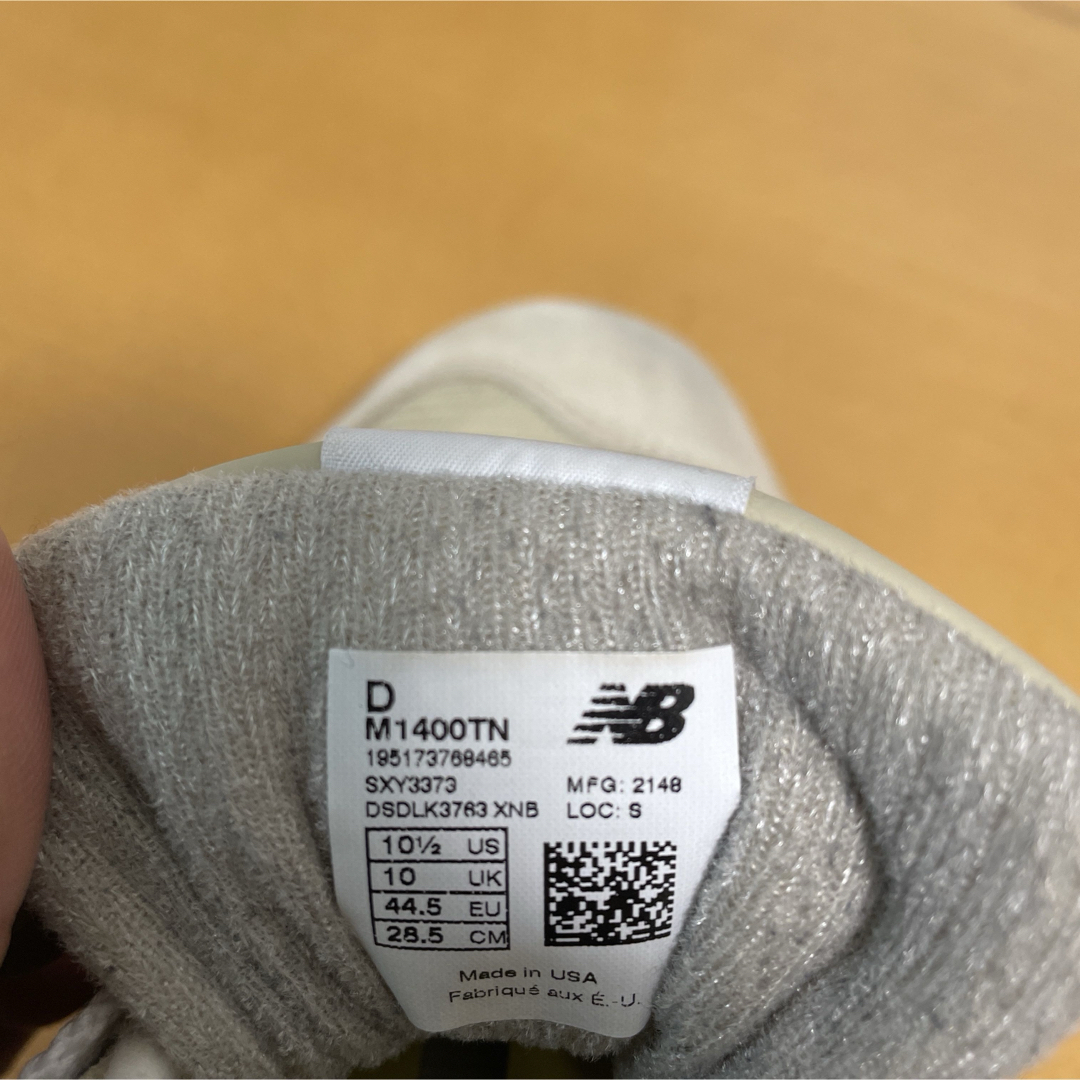 D
M1400TN
NB
195173768465
SXY3373
MFG: 2148
DSDLK3763 XNB
LOC: S
10½ US
10 UK
44.5 EU
28.5 CM
Made in USA
Fabriqué aux É.-U.